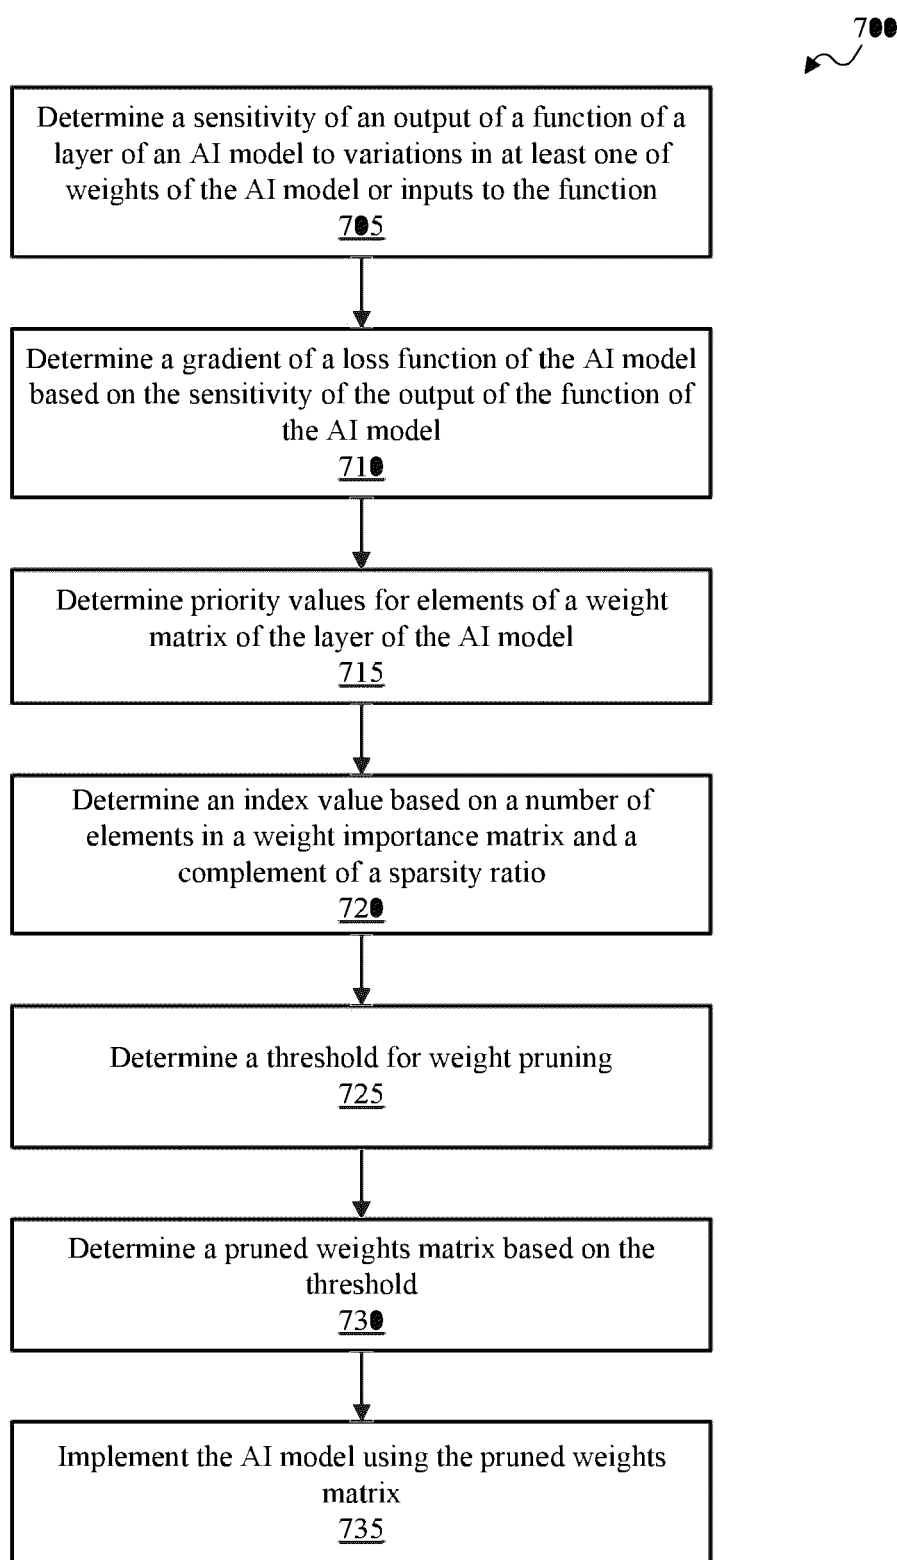 700
Determine a sensitivity of an output of a function of a
layer of an AI model to variations in at least one of
weights of the AI model or inputs to the function
705
Determine a gradient of a loss function of the AI model
based on the sensitivity of the output of the function of
the AI model
710
Determine priority values for elements of a weight
matrix of the layer of the AI model
715
Determine an index value based on a number of
elements in a weight importance matrix and a
complement of a sparsity ratio
720
Determine a threshold for weight pruning
725
Determine a pruned weights matrix based on the
threshold
730
Implement the AI model using the pruned weights
matrix
735